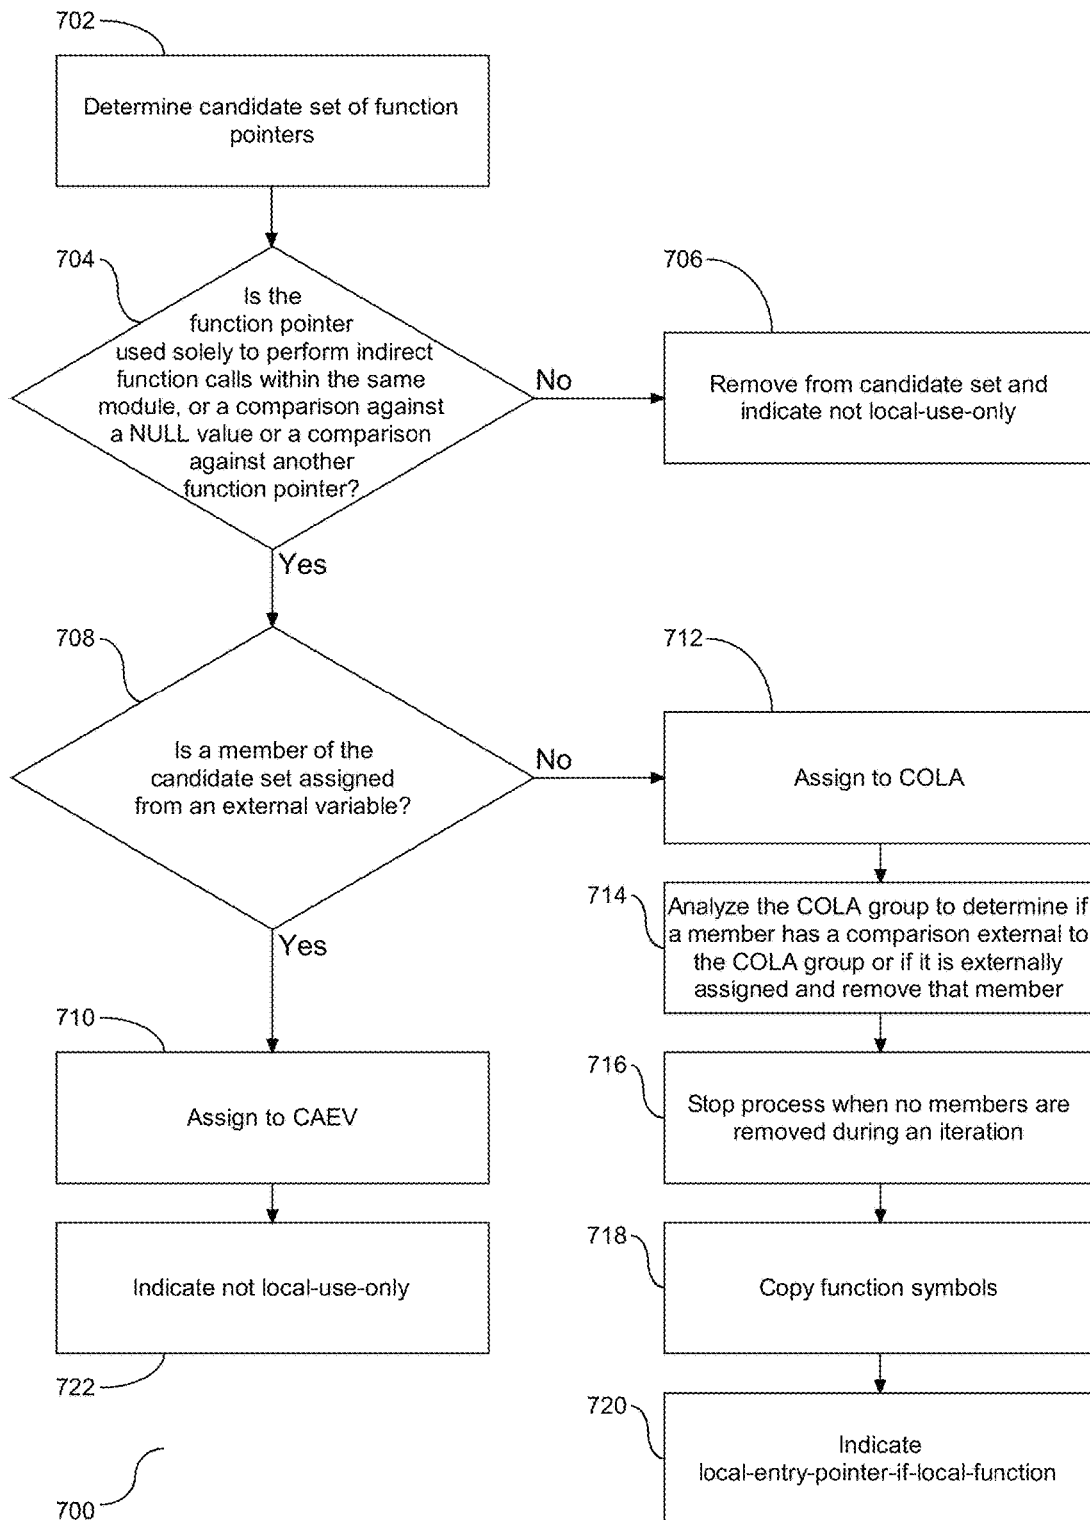 702
Determine candidate set of function
pointers
704
Is the
function pointer
used solely to perform indirect
function calls within the same
module, or a comparison against
a NULL value or a comparison
against another
function pointer?
No
706
Remove from candidate set and
indicate not local-use-only
Yes
708
Is a member of the
candidate set assigned
from an external variable?
No
712
Assign to COLA
714
Analyze the COLA group to determine if
a member has a comparison external to
the COLA group or if it is externally
assigned and remove that member
Yes
710
Assign to CAEV
716
Stop process when no members are
removed during an iteration
Indicate not local-use-only
722
718
Copy function symbols
720
Indicate
local-entry-pointer-if-local-function
700